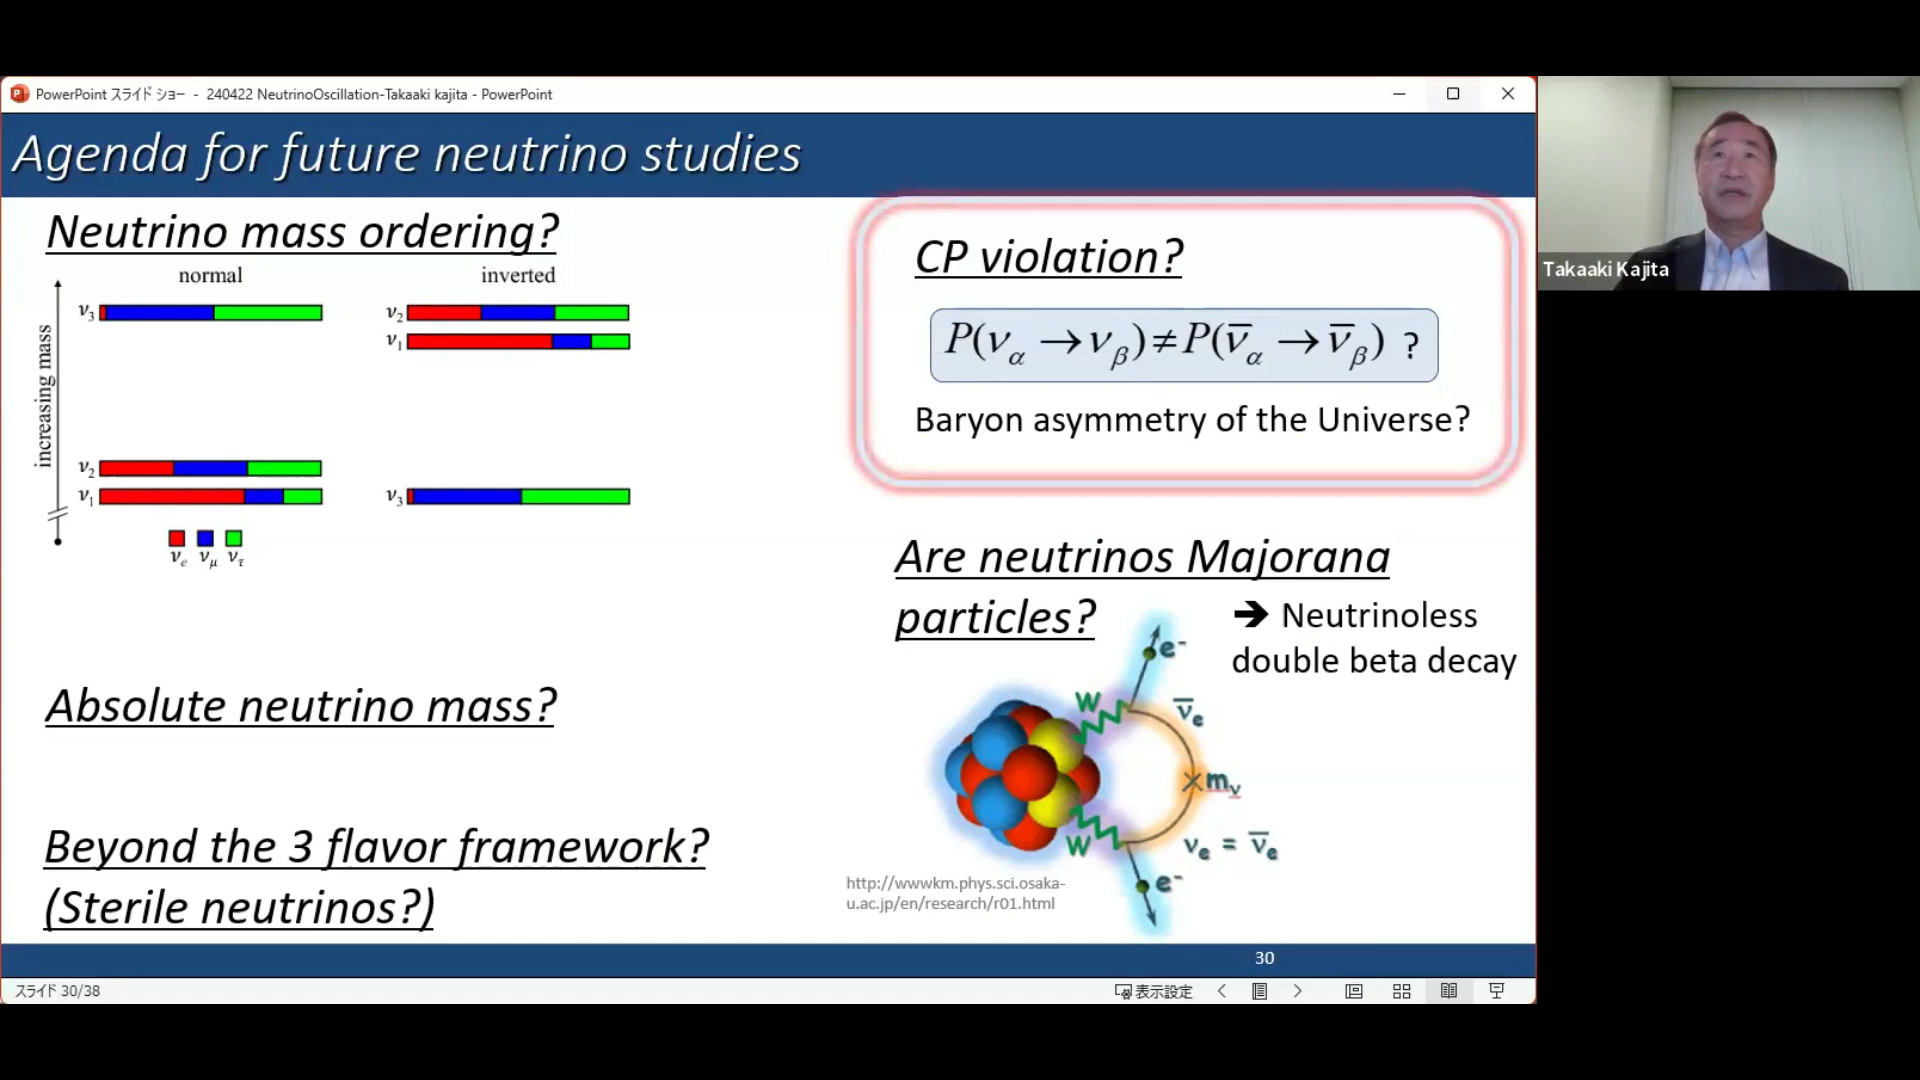 PowerPoint スライド ショー - 240422 NeutrinoOscillation-Takaaki kajita - PowerPoint
Agenda for future neutrino studies
Neutrino mass ordering?
normal
inverted
increasing mass
ν3
ν2
ν1
ν2
ν1
ν3
νe νμ ντ
Absolute neutrino mass?
Beyond the 3 flavor framework?
(Sterile neutrinos?)
CP violation?
P(να → νβ) ≠ P(ν̅α → ν̅β) ?
Baryon asymmetry of the Universe?
Are neutrinos Majorana
particles?
➔ Neutrinoless
double beta decay
e-
W
ν̅e
mν
W
νe = ν̅e
e-
http://wwwkm.phys.sci.osaka-
u.ac.jp/en/research/r01.html
30
スライド 30/38
表示設定
Takaaki Kajita